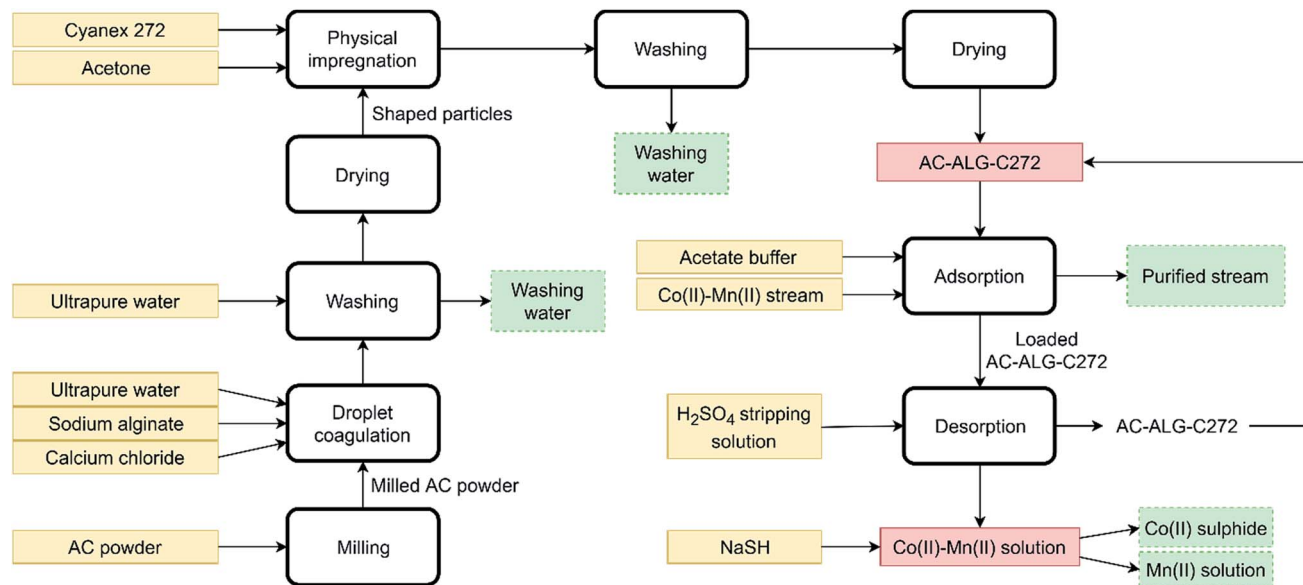 Cyanex 272
Acetone
Physical
impregnation
Washing
Drying
Shaped particles
Washing
water
AC-ALG-C272
Drying
Acetate buffer
Co(II)-Mn(II) stream
Adsorption
Purified stream
Ultrapure water
Washing
Washing
water
Loaded
AC-ALG-C272
Ultrapure water
Sodium alginate
Calcium chloride
Droplet
coagulation
H₂SO₄ stripping
solution
Desorption
AC-ALG-C272
Milled AC powder
AC powder
Milling
NaSH
Co(II)-Mn(II) solution
Co(II) sulphide
Mn(II) solution